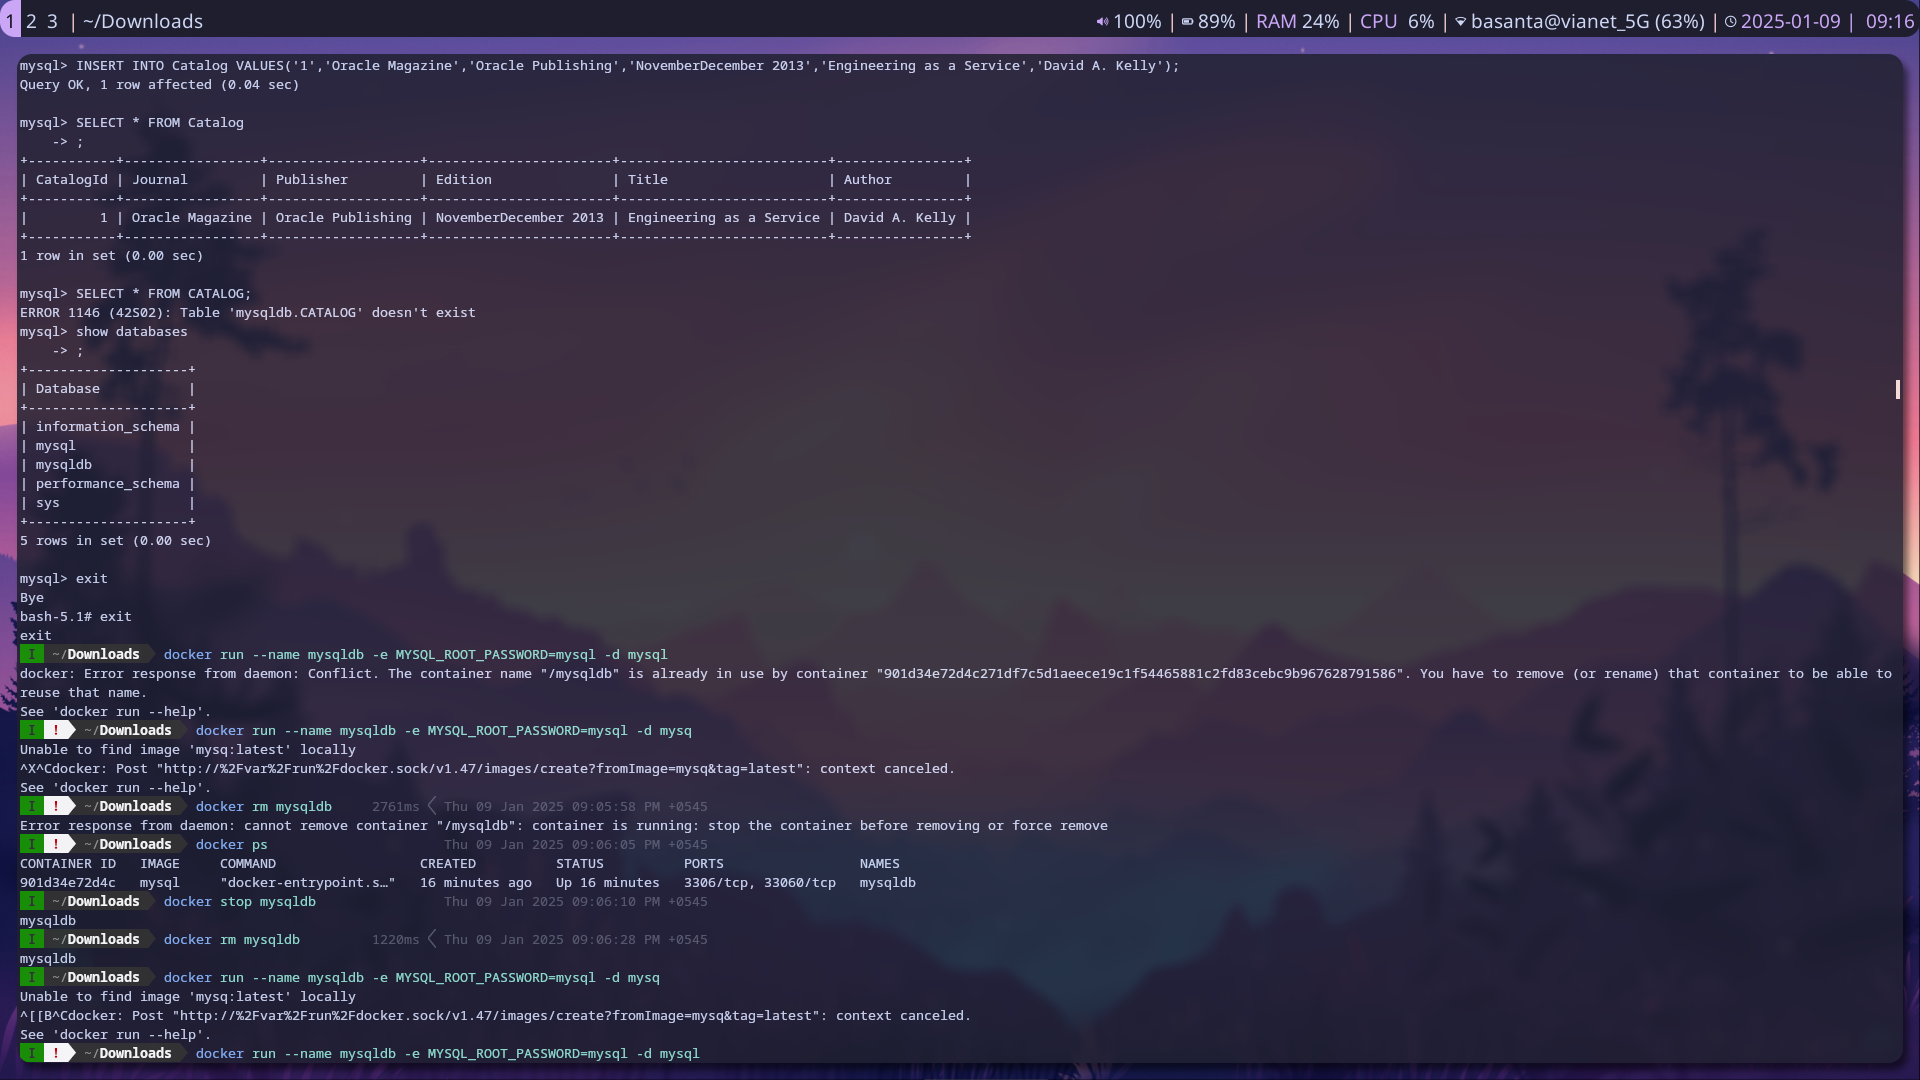 1 2 3 | ~/Downloads 100% | 89% | RAM 24% | CPU 6% | basanta@vianet_5G (63%) | 2025-01-09 | 09:16
mysql> INSERT INTO Catalog VALUES('1','Oracle Magazine','Oracle Publishing','NovemberDecember 2013','Engineering as a Service','David A. Kelly');
Query OK, 1 row affected (0.04 sec)
mysql> SELECT * FROM Catalog
    -> ;
+-----------+-----------------+-------------------+-----------------------+--------------------------+----------------+
| CatalogId | Journal         | Publisher         | Edition               | Title                    | Author         |
+-----------+-----------------+-------------------+-----------------------+--------------------------+----------------+
|         1 | Oracle Magazine | Oracle Publishing | NovemberDecember 2013 | Engineering as a Service | David A. Kelly |
+-----------+-----------------+-------------------+-----------------------+--------------------------+----------------+
1 row in set (0.00 sec)
mysql> SELECT * FROM CATALOG;
ERROR 1146 (42S02): Table 'mysqldb.CATALOG' doesn't exist
mysql> show databases
    -> ;
+--------------------+
| Database           |
+--------------------+
| information_schema |
| mysql              |
| mysqldb            |
| performance_schema |
| sys                |
+--------------------+
5 rows in set (0.00 sec)
mysql> exit
Bye
bash-5.1# exit
exit
I ~/Downloads docker run --name mysqldb -e MYSQL_ROOT_PASSWORD=mysql -d mysql
docker: Error response from daemon: Conflict. The container name "/mysqldb" is already in use by container "901d34e72d4c271df7c5d1aeece19c1f54465881c2fd83cebc9b967628791586". You have to remove (or rename) that container to be able to
reuse that name.
See 'docker run --help'.
I ! ~/Downloads docker run --name mysqldb -e MYSQL_ROOT_PASSWORD=mysql -d mysq
Unable to find image 'mysq:latest' locally
^X^Cdocker: Post "http://%2Fvar%2Frun%2Fdocker.sock/v1.47/images/create?fromImage=mysq&tag=latest": context canceled.
See 'docker run --help'.
I ! ~/Downloads docker rm mysqldb 2761ms Thu 09 Jan 2025 09:05:58 PM +0545
Error response from daemon: cannot remove container "/mysqldb": container is running: stop the container before removing or force remove
I ! ~/Downloads docker ps Thu 09 Jan 2025 09:06:05 PM +0545
CONTAINER ID   IMAGE     COMMAND                  CREATED          STATUS          PORTS                 NAMES
901d34e72d4c   mysql     "docker-entrypoint.s…"   16 minutes ago   Up 16 minutes   3306/tcp, 33060/tcp   mysqldb
I ~/Downloads docker stop mysqldb Thu 09 Jan 2025 09:06:10 PM +0545
mysqldb
I ~/Downloads docker rm mysqldb 1220ms Thu 09 Jan 2025 09:06:28 PM +0545
mysqldb
I ~/Downloads docker run --name mysqldb -e MYSQL_ROOT_PASSWORD=mysql -d mysq
Unable to find image 'mysq:latest' locally
^[[B^Cdocker: Post "http://%2Fvar%2Frun%2Fdocker.sock/v1.47/images/create?fromImage=mysq&tag=latest": context canceled.
See 'docker run --help'.
I ! ~/Downloads docker run --name mysqldb -e MYSQL_ROOT_PASSWORD=mysql -d mysql